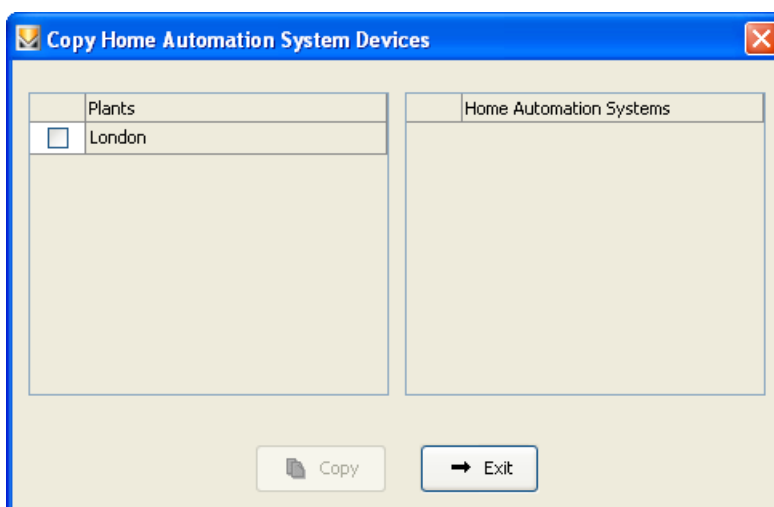 Copy Home Automation System Devices
Plants
Home Automation Systems
London
Copy
Exit